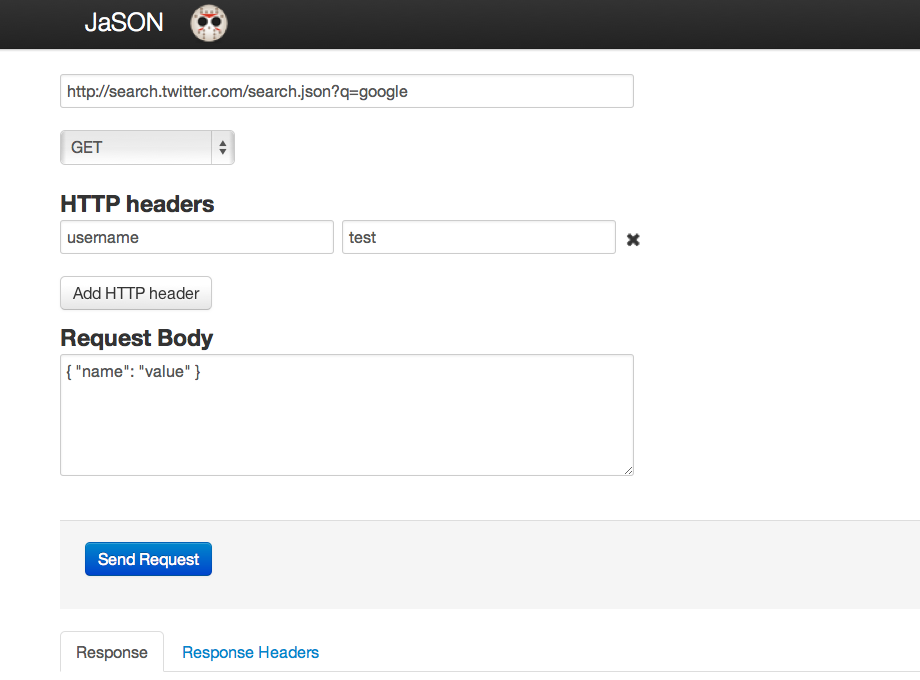 JaSON
http://search.twitter.com/search.json?q=google
GET
HTTP headers
username test
Add HTTP header
Request Body
{ "name": "value" }
Send Request
Response Response Headers